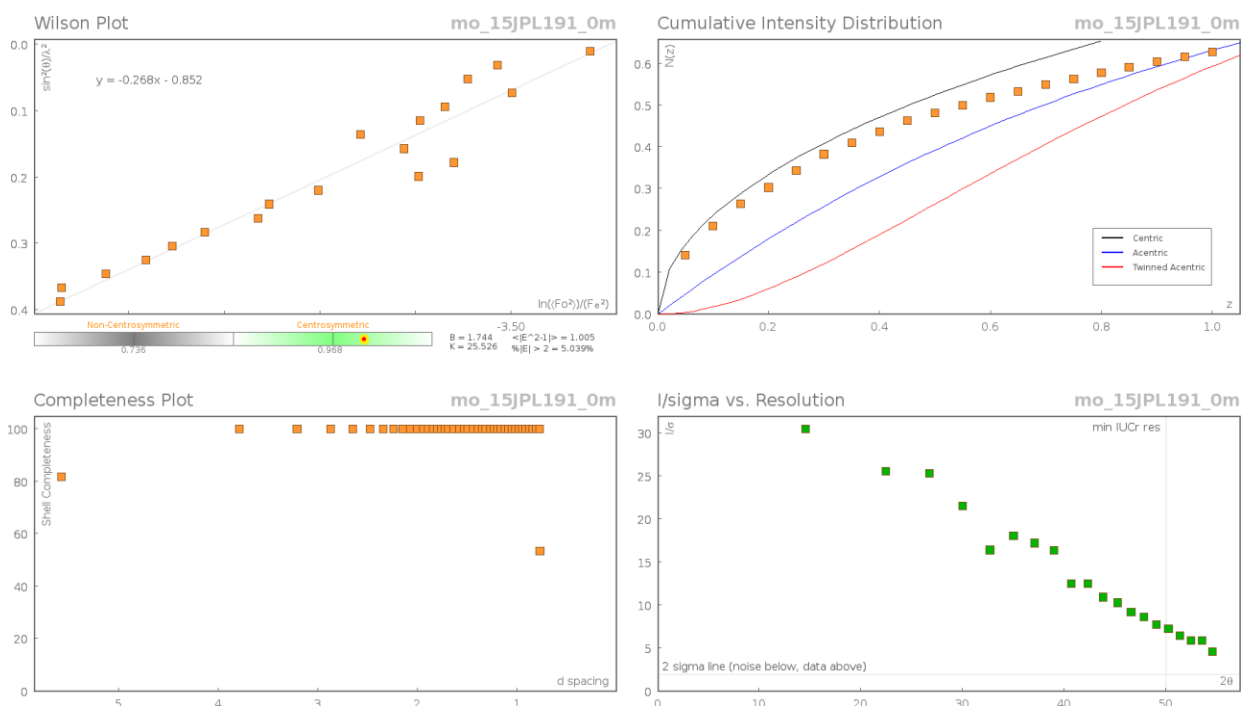 Wilson Plot mo_15JPL191_0m
sin²(θ)/λ²
y = -0.268x - 0.852
0.0
0.1
0.2
0.3
0.4
ln(⟨Fo²⟩)/(Fe²)
-3.50
Non-Centrosymmetric Centrosymmetric
0.736 0.968
B = 1.744 <|E^2-1|> = 1.005
K = 25.526 %|E| > 2 = 5.039%
Cumulative Intensity Distribution mo_15JPL191_0m
N(z)
0.6
0.5
0.4
0.3
0.2
0.1
0.0
Centric
Acentric
Twinned Acentric
z
0.0 0.2 0.4 0.6 0.8 1.0
Completeness Plot mo_15JPL191_0m
Shell Completeness
100
80
60
40
20
0
d spacing
5 4 3 2 1
I/sigma vs. Resolution mo_15JPL191_0m
I/σ
min IUCr res
30
25
20
15
10
5
0
2 sigma line (noise below, data above)
2θ
0 10 20 30 40 50